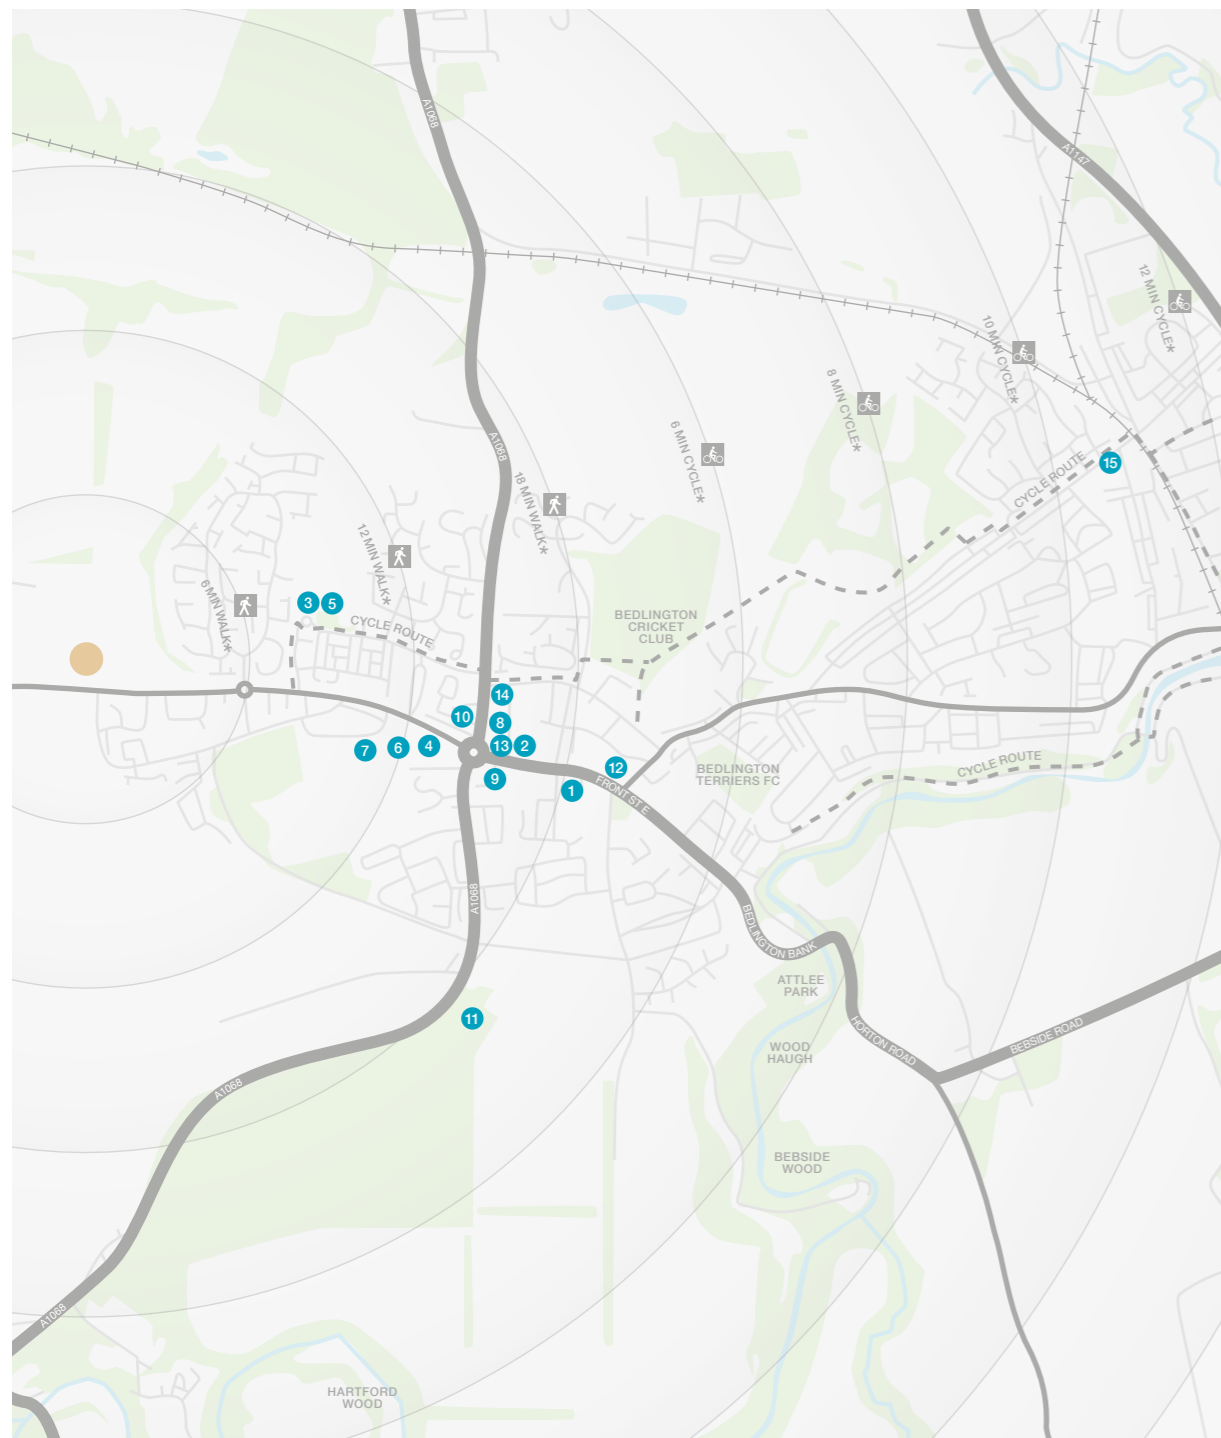 A1068
A1147
12 MIN CYCLE*
10 MIN CYCLE*
8 MIN CYCLE*
6 MIN CYCLE*
A1068
18 MIN WALK*
12 MIN WALK*
6 MIN WALK*
15
CYCLE ROUTE
3
5
CYCLE ROUTE
BEDLINGTON
CRICKET
CLUB
14
10
8
7
6
4
13
2
9
12
1
FRONT ST E
BEDLINGTON
TERRIERS FC
CYCLE ROUTE
A1068
BEDLINGTON BANK
ATTLEE
PARK
11
HORTON ROAD
BEBSIDE ROAD
WOOD
HAUGH
A1068
BEBSIDE
WOOD
A1068
HARTFORD
WOOD